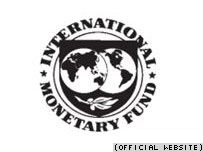 INTERNATIONAL
MONETARY FUND
(OFFICIAL WEBSITE)